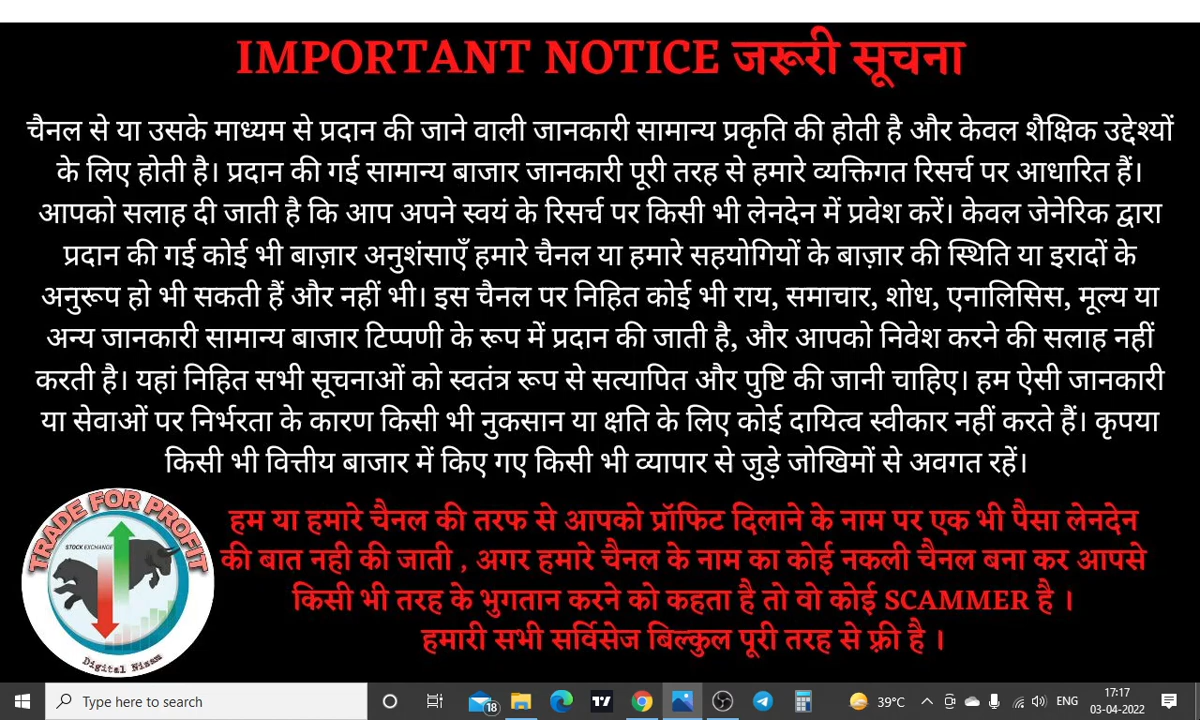 IMPORTANT NOTICE जरूरी सूचना
चैनल से या उसके माध्यम से प्रदान की जाने वाली जानकारी सामान्य प्रकृति की होती है और केवल शैक्षिक उद्देश्यों
के लिए होती है। प्रदान की गई सामान्य बाजार जानकारी पूरी तरह से हमारे व्यक्तिगत रिसर्च पर आधारित हैं।
आपको सलाह दी जाती है कि आप अपने स्वयं के रिसर्च पर किसी भी लेनदेन में प्रवेश करें। केवल जेनेरिक द्वारा
प्रदान की गई कोई भी बाज़ार अनुशंसाएँ हमारे चैनल या हमारे सहयोगियों के बाज़ार की स्थिति या इरादों के
अनुरूप हो भी सकती हैं और नहीं भी। इस चैनल पर निहित कोई भी राय, समाचार, शोध, एनालिसिस, मूल्य या
अन्य जानकारी सामान्य बाजार टिप्पणी के रूप में प्रदान की जाती है, और आपको निवेश करने की सलाह नहीं
करती है। यहां निहित सभी सूचनाओं को स्वतंत्र रूप से सत्यापित और पुष्टि की जानी चाहिए। हम ऐसी जानकारी
या सेवाओं पर निर्भरता के कारण किसी भी नुकसान या क्षति के लिए कोई दायित्व स्वीकार नहीं करते हैं। कृपया
किसी भी वित्तीय बाजार में किए गए किसी भी व्यापार से जुड़े जोखिमों से अवगत रहें।
TRADE FOR PROFIT
STOCK EXCHANGE
Digital Nizam
हम या हमारे चैनल की तरफ से आपको प्रॉफिट दिलाने के नाम पर एक भी पैसा लेनदेन
की बात नही की जाती , अगर हमारे चैनल के नाम का कोई नकली चैनल बना कर आपसे
किसी भी तरह के भुगतान करने को कहता है तो वो कोई SCAMMER है ।
हमारी सभी सर्विसेज बिल्कुल पूरी तरह से फ़्री है ।
Type here to search
18
39°C
ENG
17:17
03-04-2022